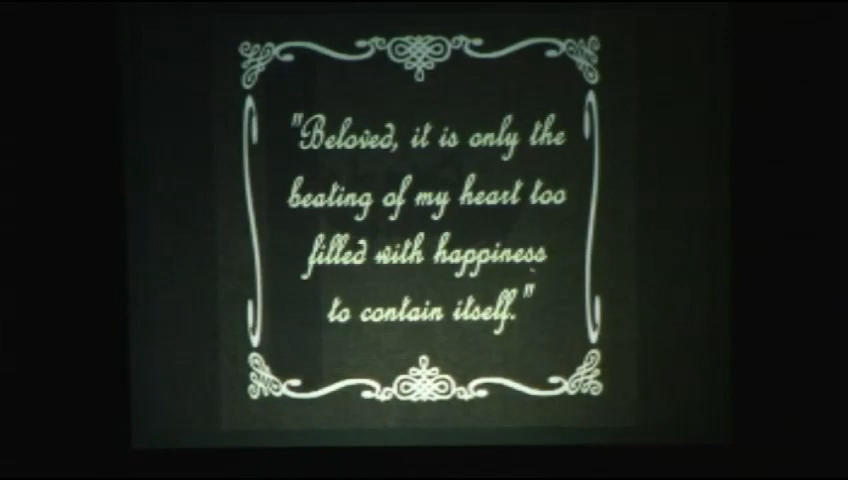 "Beloved, it is only the
beating of my heart too
filled with happiness
to contain itself."